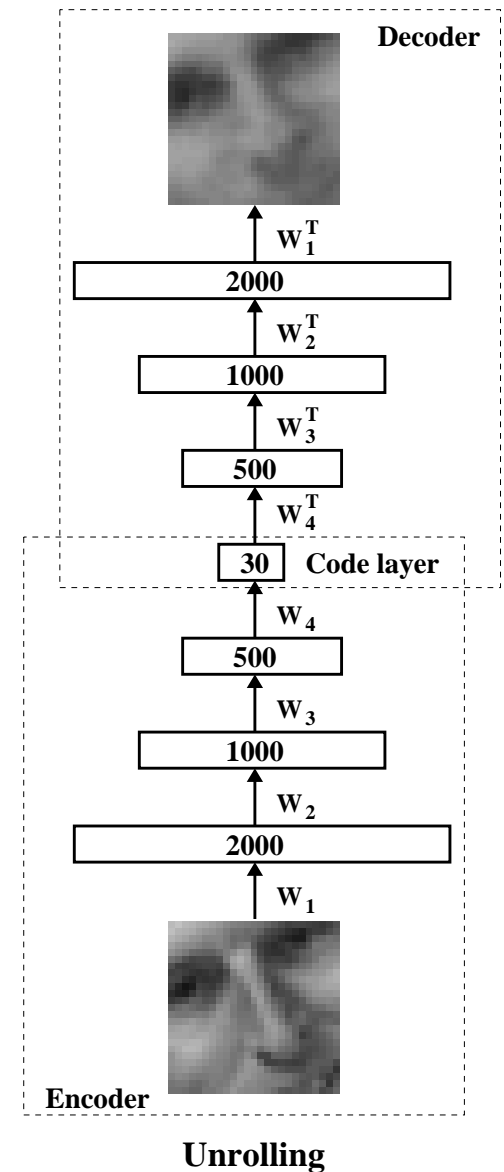 Decoder
W₁ᵀ
2000
W₂ᵀ
1000
W₃ᵀ
500
W₄ᵀ
30 Code layer
W₄
500
W₃
1000
W₂
2000
W₁
Encoder
Unrolling